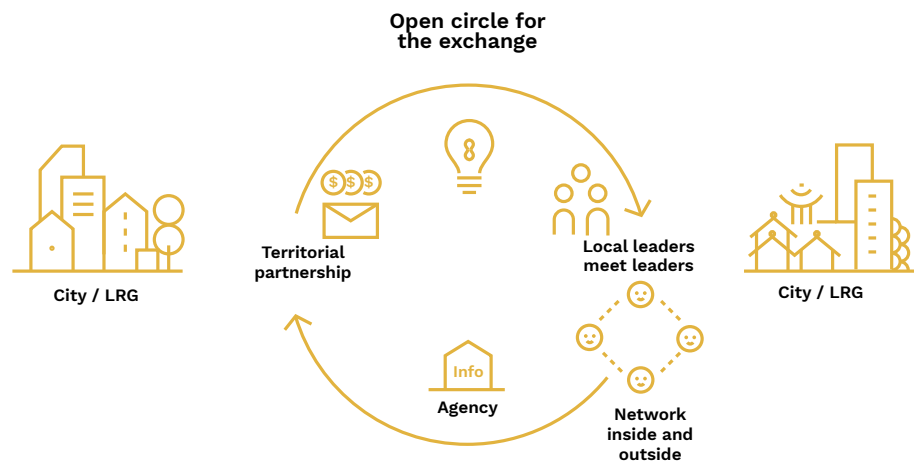 Open circle for
the exchange
$ $ $
Territorial
partnership
Local leaders
meet leaders
City / LRG
City / LRG
Info
Agency
Network
inside and
outside